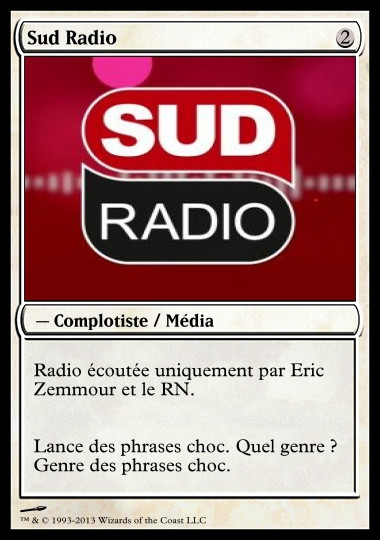 Sud Radio 2
SUD
RADIO
— Complotiste / Média
Radio écoutée uniquement par Eric
Zemmour et le RN.
Lance des phrases choc. Quel genre ?
Genre des phrases choc.
™ & © 1993-2013 Wizards of the Coast LLC